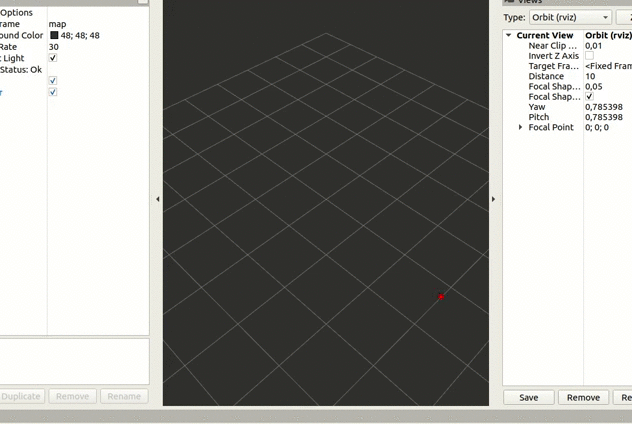 Options
rame map
ound Color 48; 48; 48
Rate 30
t Light
Status: Ok
r
Duplicate Remove Rename
Views
Type: Orbit (rviz) Z
Current View Orbit (rviz)
Near Clip ... 0,01
Invert Z Axis
Target Fra... <Fixed Fram
Distance 10
Focal Shap... 0,05
Focal Shap...
Yaw 0,785398
Pitch 0,785398
Focal Point 0; 0; 0
Save Remove Re